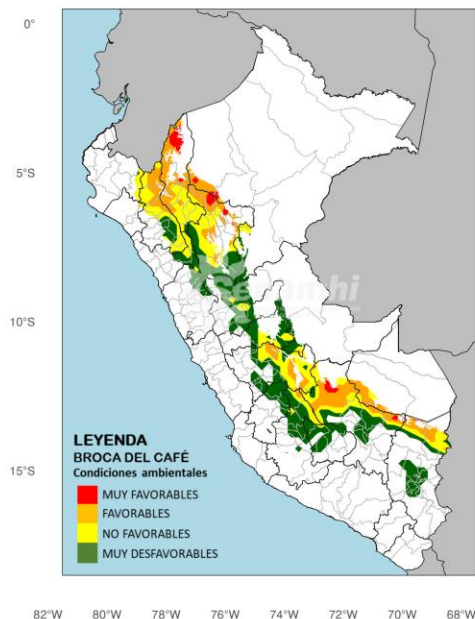 0°
5°S
10°S
15°S
Senamhi
LEYENDA
BROCA DEL CAFÉ
Condiciones ambientales
MUY FAVORABLES
FAVORABLES
NO FAVORABLES
MUY DESFAVORABLES
82°W 80°W 78°W 76°W 74°W 72°W 70°W 68°W